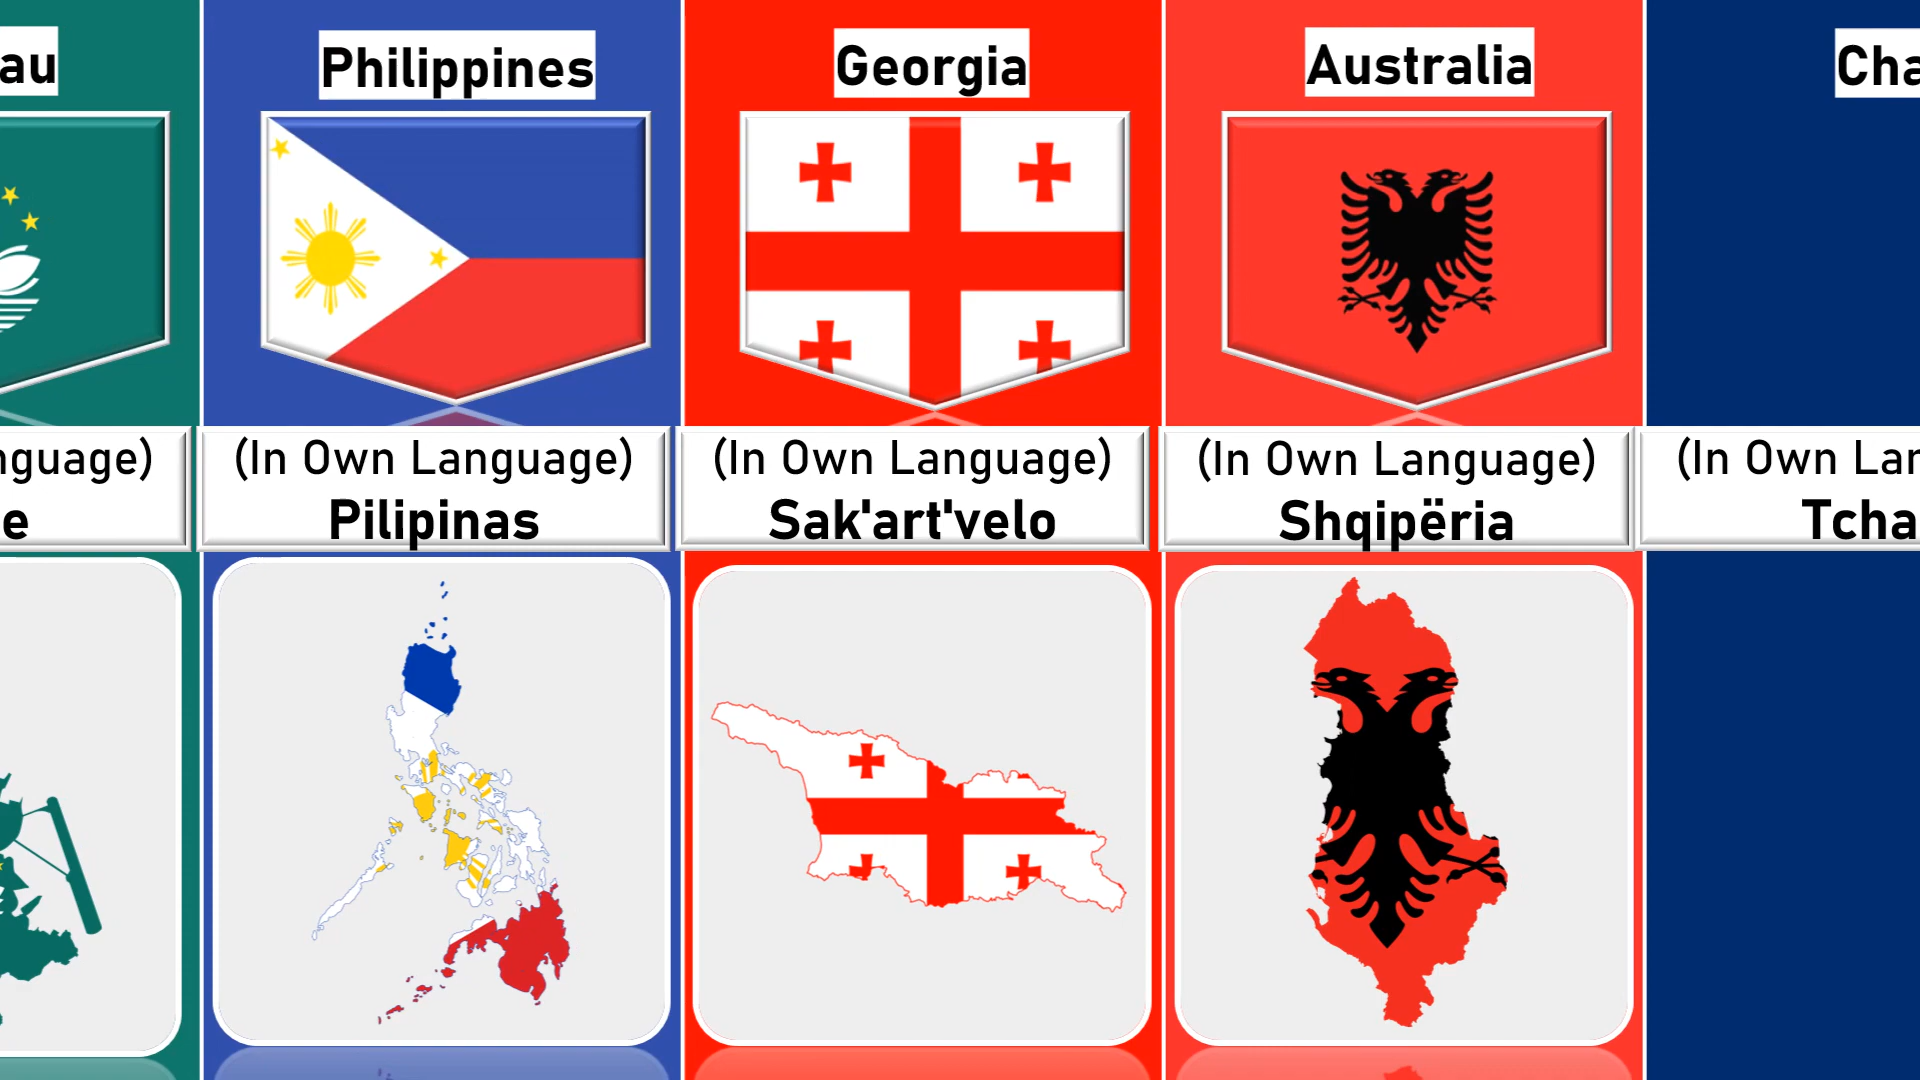 au
Philippines
Georgia
Australia
Cha
nguage)
e
(In Own Language)
Pilipinas
(In Own Language)
Sak'art'velo
(In Own Language)
Shqipëria
(In Own Lan
Tcha